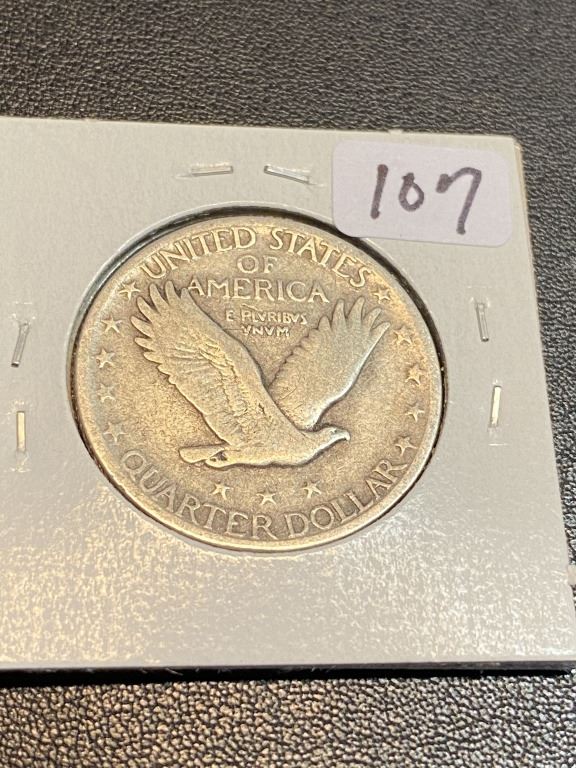 107
UNITED STATES
OF
AMERICA
E PLVRIBVS
VNVM
QUARTER DOLLAR